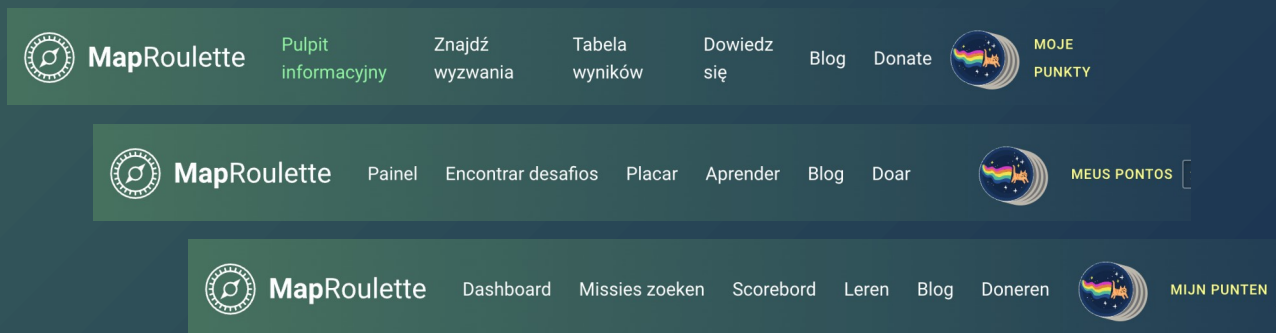 MapRoulette
Pulpit
informacyjny
Znajdź
wyzwania
Tabela
wyników
Dowiedz
się
Blog
Donate
MOJE
PUNKTY
MapRoulette Painel Encontrar desafios Placar Aprender Blog Doar MEUS PONTOS
MapRoulette Dashboard Missies zoeken Scorebord Leren Blog Doneren MIJN PUNTEN